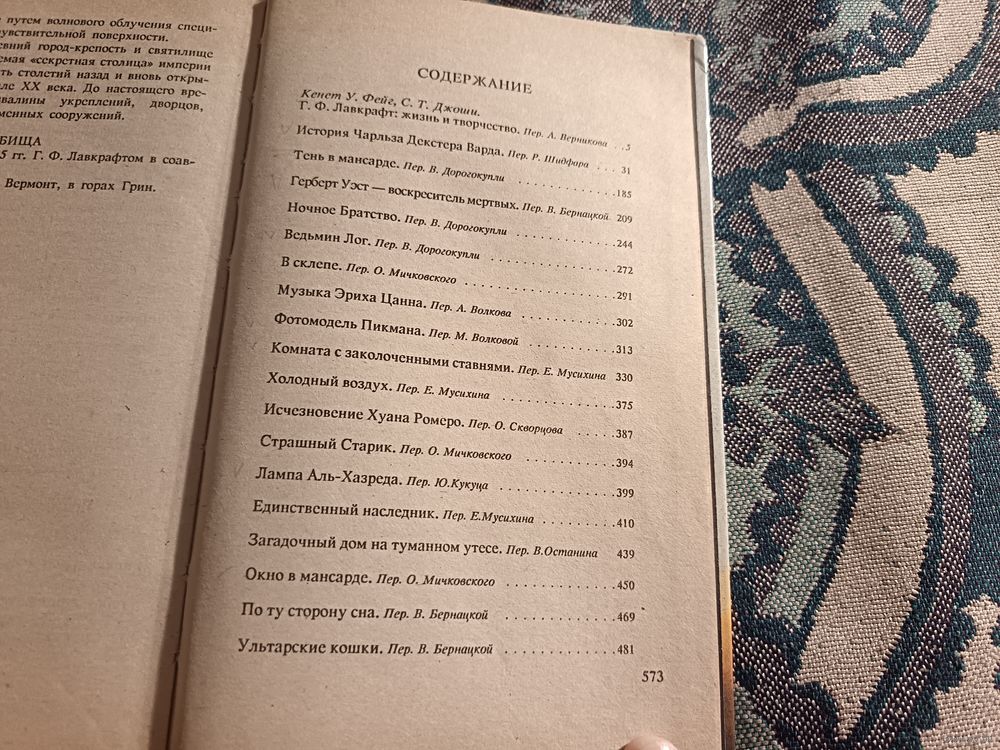 путем волнового облучения специ-
увствительной поверхности.
евний город-крепость и святилище
емая «секретная столица» империи
ть столетий назад и вновь откры-
але XX века. До настоящего вре-
валины укреплений, дворцов,
менных сооружений.
БИЩА
5 гг. Г. Ф. Лавкрафтом в соав-
Вермонт, в горах Грин.
СОДЕРЖАНИЕ
Кенет У. Фейг, С. Т. Джоши.
Г. Ф. Лавкрафт: жизнь и творчество. Пер. А. Верникова . . 5
История Чарльза Декстера Варда. Пер. Р. Шидфара . . . 31
Тень в мансарде. Пер. В. Дорогокупли . . . . . . . . . . . . 185
Герберт Уэст — воскреситель мертвых. Пер. В. Бернацкой. 209
Ночное Братство. Пер. В. Дорогокупли . . . . . . . . . . . . 244
Ведьмин Лог. Пер. В. Дорогокупли . . . . . . . . . . . . . . . 272
В склепе. Пер. О. Мичковского . . . . . . . . . . . . . . . . . 291
Музыка Эриха Цанна. Пер. А. Волкова . . . . . . . . . . . 302
Фотомодель Пикмана. Пер. М. Волковой . . . . . . . . . . 313
Комната с заколоченными ставнями. Пер. Е. Мусихина 330
Холодный воздух. Пер. Е. Мусихина . . . . . . . . . . . . . 375
Исчезновение Хуана Ромеро. Пер. О. Скворцова . . . . . 387
Страшный Старик. Пер. О. Мичковского . . . . . . . . . . 394
Лампа Аль-Хазреда. Пер. Ю.Кукуца . . . . . . . . . . . . . 399
Единственный наследник. Пер. Е.Мусихина . . . . . . . . 410
Загадочный дом на туманном утесе. Пер. В.Останина 439
Окно в мансарде. Пер. О. Мичковского . . . . . . . . . . . 450
По ту сторону сна. Пер. В. Бернацкой . . . . . . . . . . . . 469
Ультарские кошки. Пер. В. Бернацкой . . . . . . . . . . . . 481
573